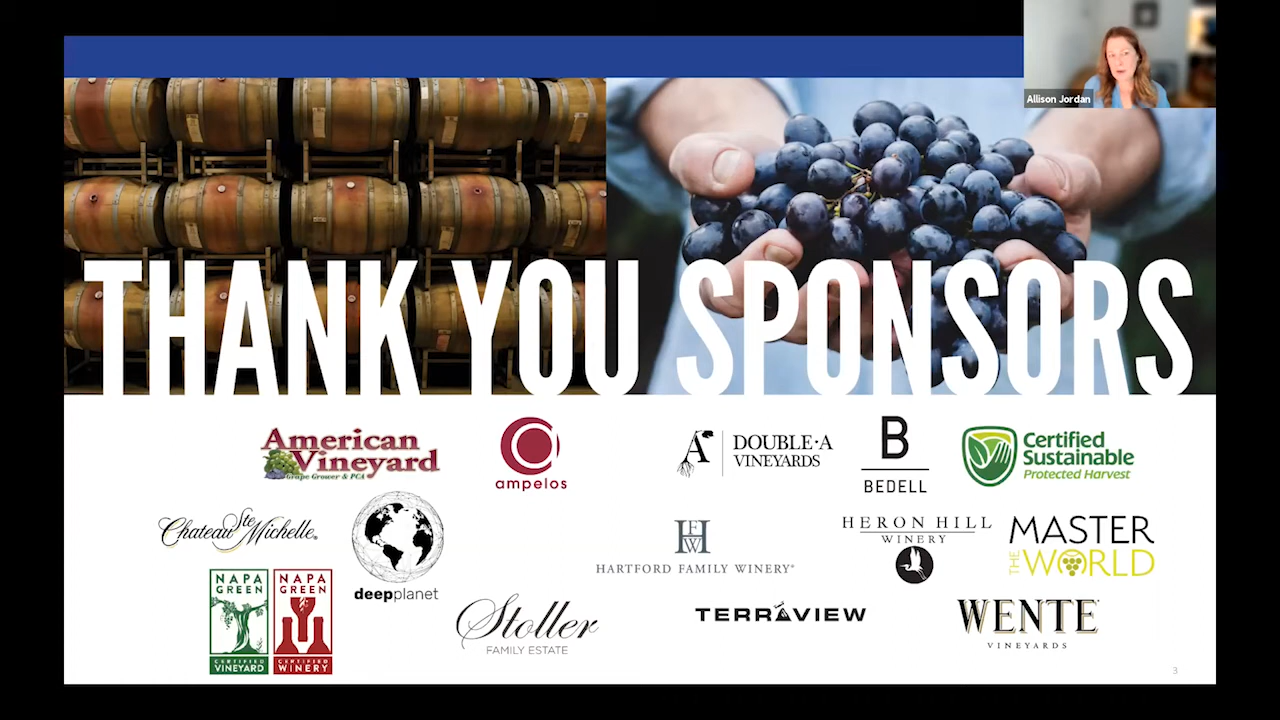 Allison Jordan
THANK YOU SPONSORS
American
Vineyard
Grape Grower & PCA
ampelos
A
DOUBLE·A
VINEYARDS
B
BEDELL
Certified
Sustainable
Protected Harvest
Chateau Ste Michelle®
deepplanet
HFW
HARTFORD FAMILY WINERY®
HERON HILL
WINERY
MASTER
THE WORLD
NAPA
GREEN
CERTIFIED
VINEYARD
NAPA
GREEN
CERTIFIED
WINERY
Stoller
FAMILY ESTATE
TERRAVIEW
WENTE
VINEYARDS
3